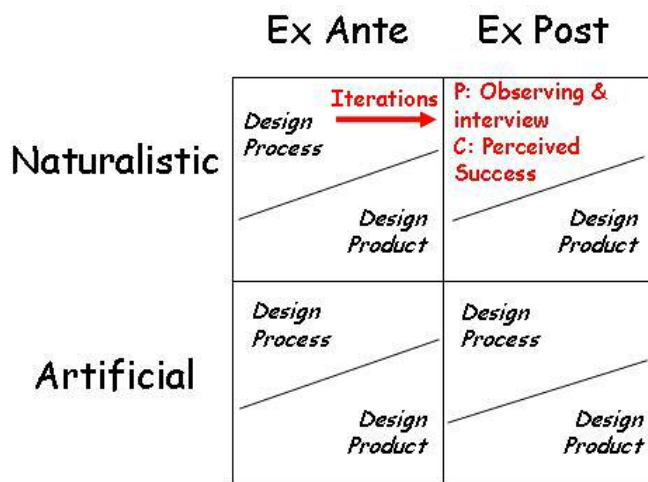 Ex Ante
Ex Post
Naturalistic
Design
Process
Iterations
P: Observing &
interview
C: Perceived
Success
Design
Product
Design
Product
Artificial
Design
Process
Design
Process
Design
Product
Design
Product